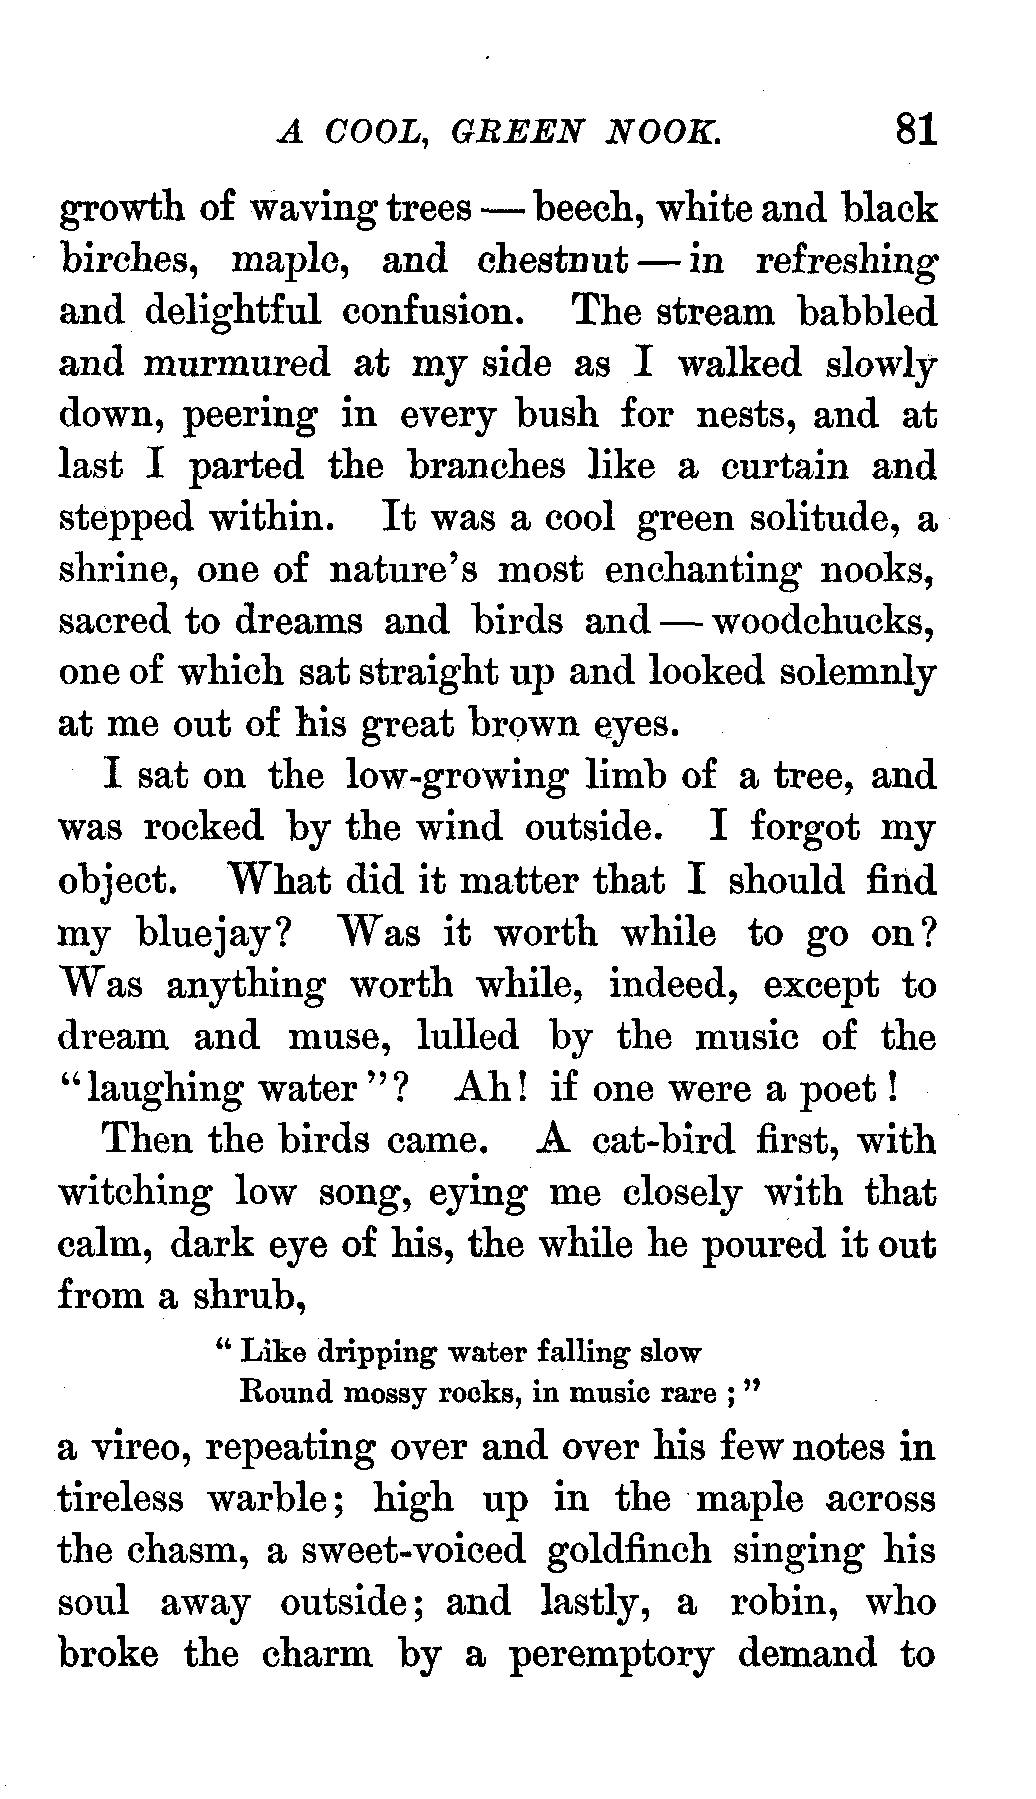 A COOL, GREEN NOOK. 81
growth of waving trees — beech, white and black
birches, maple, and chestnut — in refreshing
and delightful confusion. The stream babbled
and murmured at my side as I walked slowly
down, peering in every bush for nests, and at
last I parted the branches like a curtain and
stepped within. It was a cool green solitude, a
shrine, one of nature's most enchanting nooks,
sacred to dreams and birds and — woodchucks,
one of which sat straight up and looked solemnly
at me out of his great brown eyes.
I sat on the low-growing limb of a tree, and
was rocked by the wind outside. I forgot my
object. What did it matter that I should find
my bluejay? Was it worth while to go on?
Was anything worth while, indeed, except to
dream and muse, lulled by the music of the
"laughing water"? Ah! if one were a poet!
Then the birds came. A cat-bird first, with
witching low song, eying me closely with that
calm, dark eye of his, the while he poured it out
from a shrub,
"Like dripping water falling slow
Round mossy rocks, in music rare;"
a vireo, repeating over and over his few notes in
tireless warble; high up in the maple across
the chasm, a sweet-voiced goldfinch singing his
soul away outside; and lastly, a robin, who
broke the charm by a peremptory demand to